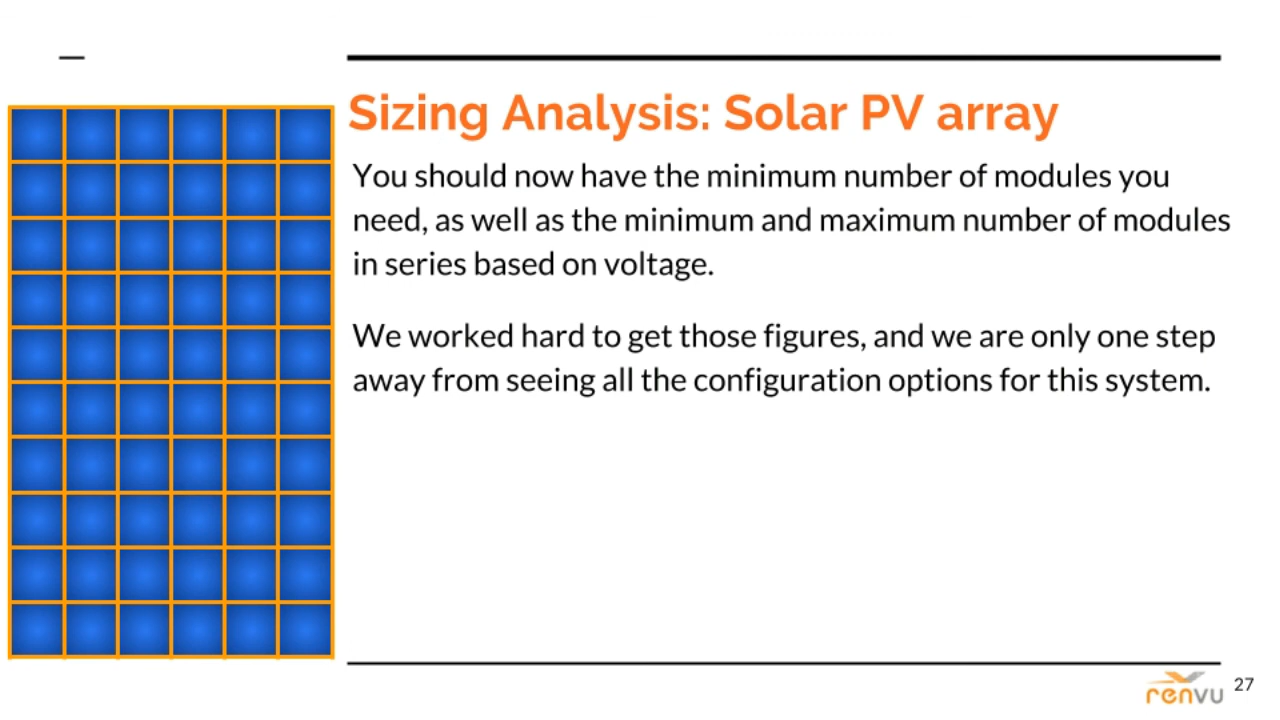 Sizing Analysis: Solar PV array
You should now have the minimum number of modules you
need, as well as the minimum and maximum number of modules
in series based on voltage.
We worked hard to get those figures, and we are only one step
away from seeing all the configuration options for this system.
renvu
27